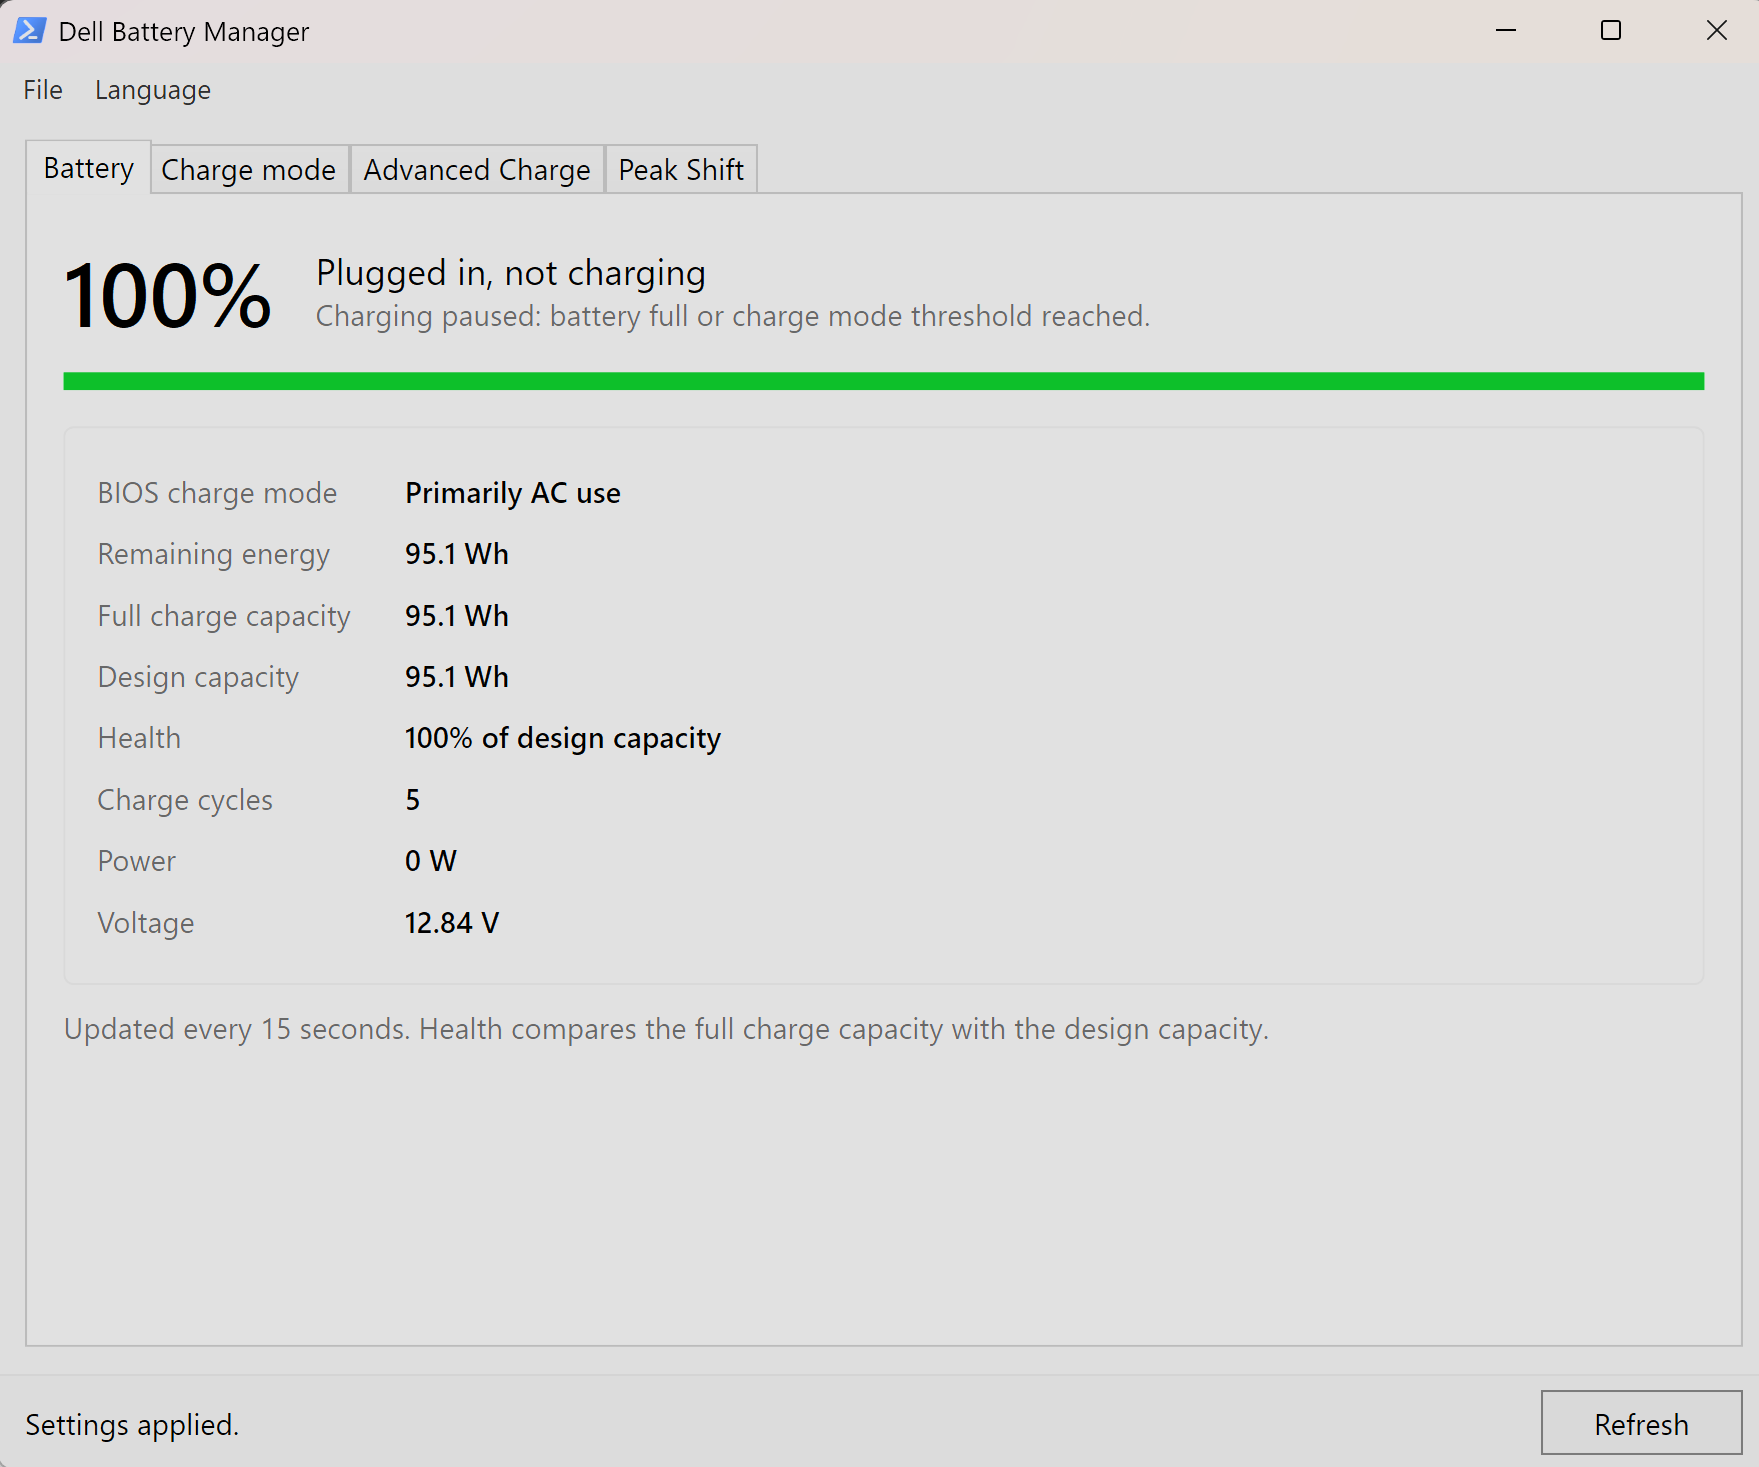 Dell Battery Manager
File Language
Battery Charge mode Advanced Charge Peak Shift
100%
Plugged in, not charging
Charging paused: battery full or charge mode threshold reached.
BIOS charge mode Primarily AC use
Remaining energy 95.1 Wh
Full charge capacity 95.1 Wh
Design capacity 95.1 Wh
Health 100% of design capacity
Charge cycles 5
Power 0 W
Voltage 12.84 V
Updated every 15 seconds. Health compares the full charge capacity with the design capacity.
Settings applied.
Refresh